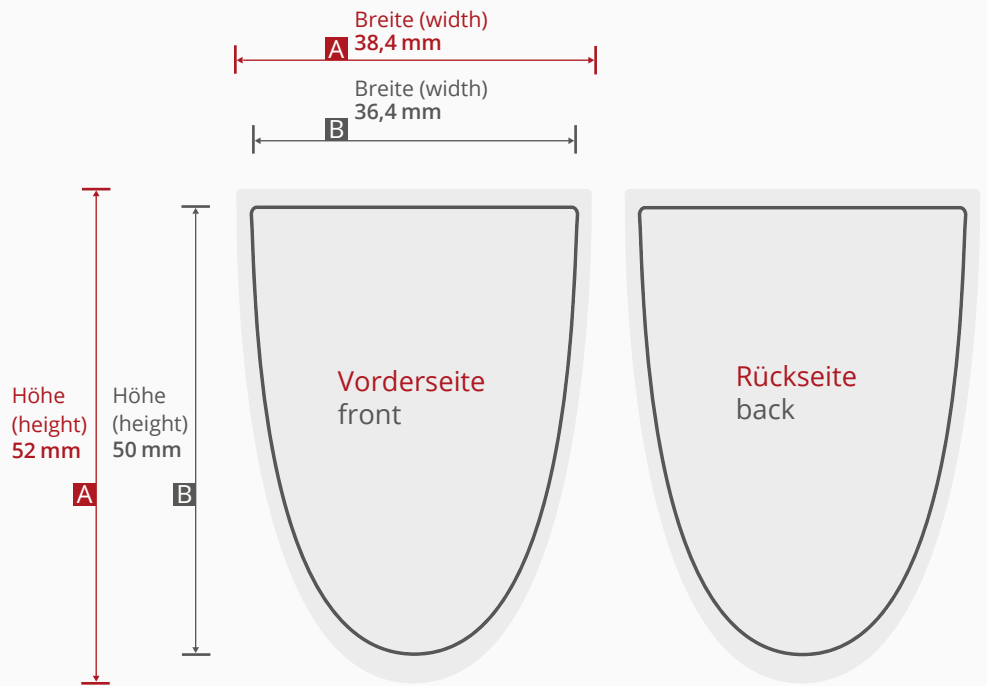 Breite (width)
A 38,4 mm
Breite (width)
36,4 mm
B
Höhe
(height)
52 mm
A
Höhe
(height)
50 mm
B
Vorderseite
front
Rückseite
back